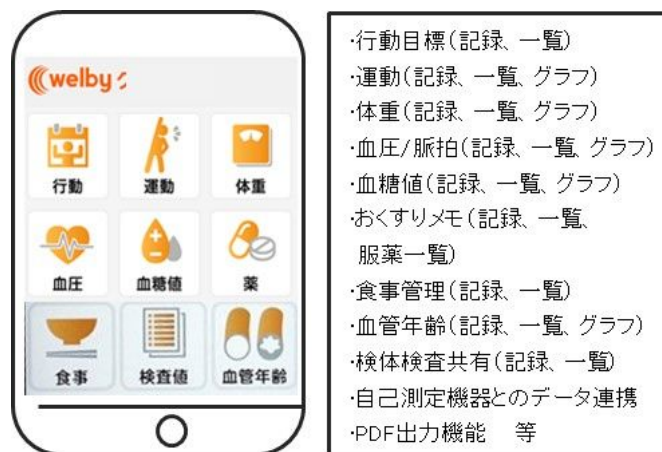 welby
行動
運動
体重
血圧
血糖値
薬
食事
検査値
血管年齢
・行動目標(記録、一覧)
・運動(記録、一覧、グラフ)
・体重(記録、一覧、グラフ)
・血圧/脈拍(記録、一覧、グラフ)
・血糖値(記録、一覧、グラフ)
・おくすりメモ(記録、一覧、
服薬一覧)
・食事管理(記録、一覧)
・血管年齢(記録、一覧、グラフ)
・検体検査共有(記録、一覧)
・自己測定機器とのデータ連携
・PDF出力機能　等